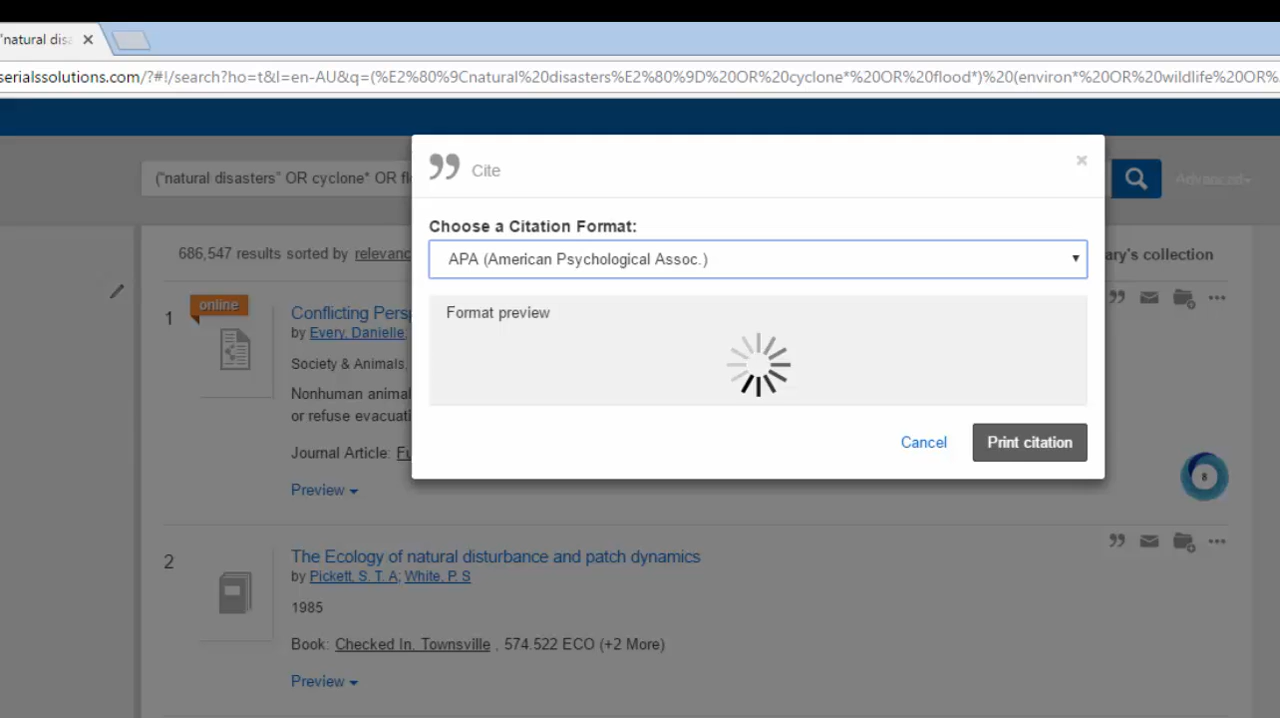 "natural disa
serialssolutions.com/?#!/search?ho=t&l=en-AU&q=(%E2%80%9Cnatural%20disasters%E2%80%9D%20OR%20cyclone*%20OR%20flood*)%20(environ*%20OR%20wildlife%20OR%
Cite
×
("natural disasters" OR cyclone* OR fl
Advanced
Choose a Citation Format:
686,547 results sorted by relevanc
APA (American Psychological Assoc.)
ary's collection
online
1
Conflicting Persp
Format preview
by Every, Danielle,
Society & Animals,
Nonhuman animal
or refuse evacuati
Cancel
Print citation
Journal Article: Fu
8
Preview
2
The Ecology of natural disturbance and patch dynamics
by Pickett, S. T. A; White, P. S
1985
Book: Checked In, Townsville , 574.522 ECO (+2 More)
Preview